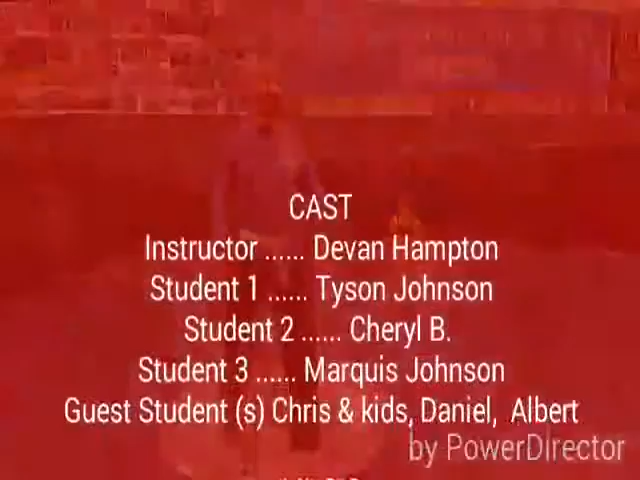 CAST
Instructor ...... Devan Hampton
Student 1 ...... Tyson Johnson
Student 2 ...... Cheryl B.
Student 3 ...... Marquis Johnson
Guest Student (s) Chris & kids, Daniel, Albert
by PowerDirector